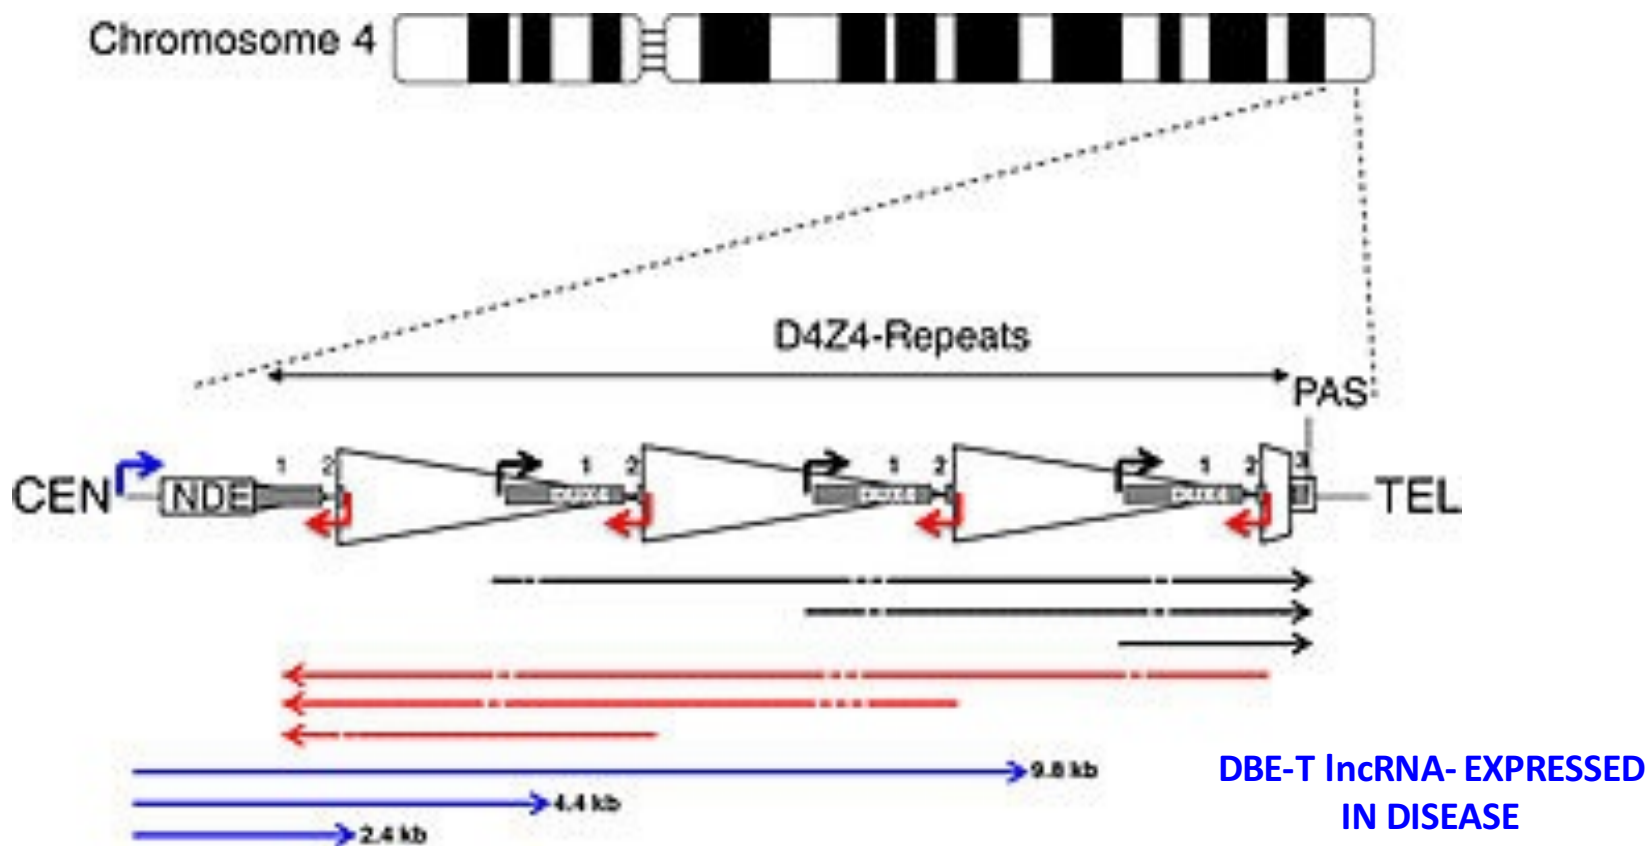 Chromosome 4
D4Z4-Repeats
PAS
CEN NDE 1 2 DUX4 1 2 DUX4 1 2 DUX4 1 2 3 TEL
9.8 kb
4.4 kb
2.4 kb
DBE-T lncRNA- EXPRESSED
IN DISEASE